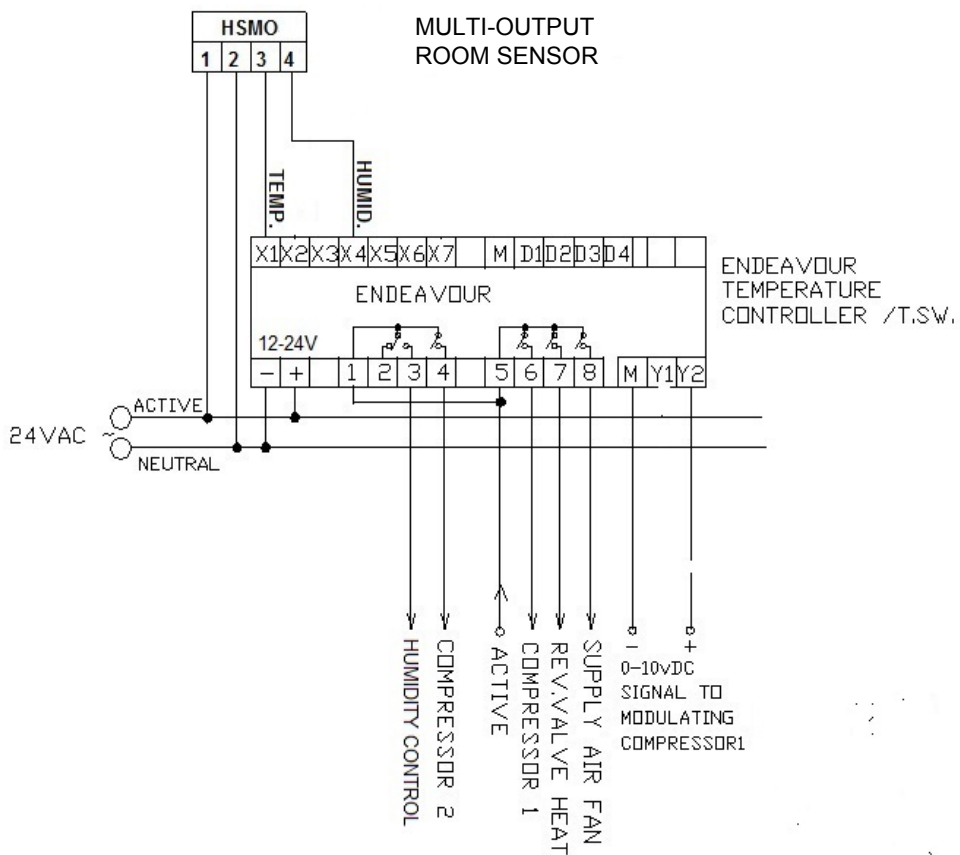 HSMO
1 2 3 4
MULTI-OUTPUT
ROOM SENSOR
TEMP.
HUMID.
X1 X2 X3 X4 X5 X6 X7 M D1 D2 D3 D4
ENDEAVOUR
12-24V
- + 1 2 3 4 5 6 7 8 M Y1 Y2
ENDEAVOUR
TEMPERATURE
CONTROLLER /T.SW.
24VAC ~
ACTIVE
NEUTRAL
HUMIDITY CONTROL
COMPRESSOR 2
ACTIVE
COMPRESSOR 1
REV.VALVE HEAT
SUPPLY AIR FAN
- +
0-10vDC
SIGNAL TO
MODULATING
COMPRESSOR1